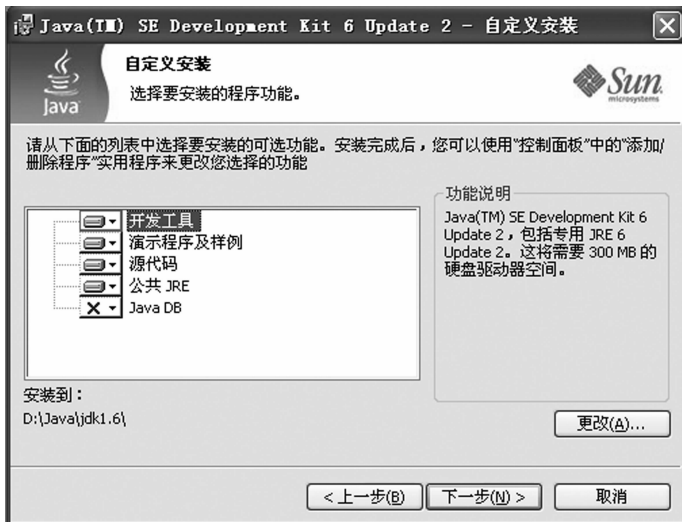 Java(TM) SE Development Kit 6 Update 2 - 自定义安装
Java
自定义安装
选择要安装的程序功能。
Sun
microsystems
请从下面的列表中选择要安装的可选功能。安装完成后，您可以使用"控制面板"中的"添加/
删除程序"实用程序来更改您选择的功能
开发工具
演示程序及样例
源代码
公共 JRE
Java DB
功能说明
Java(TM) SE Development Kit 6
Update 2，包括专用 JRE 6
Update 2。这将需要 300 MB 的
硬盘驱动器空间。
安装到：
D:\Java\jdk1.6\
更改(A)...
< 上一步(B)
下一步(N) >
取消